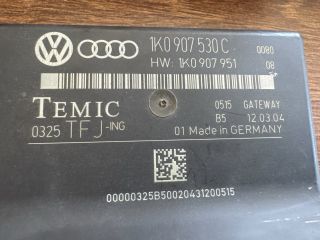 1K0 907 530 C 0080
HW: 1K0 907 951 08
TEMIC 0515 GATEWAY
0325 TFJ-ING B5 12.03.04
01 Made in GERMANY
00000325B50020431200515